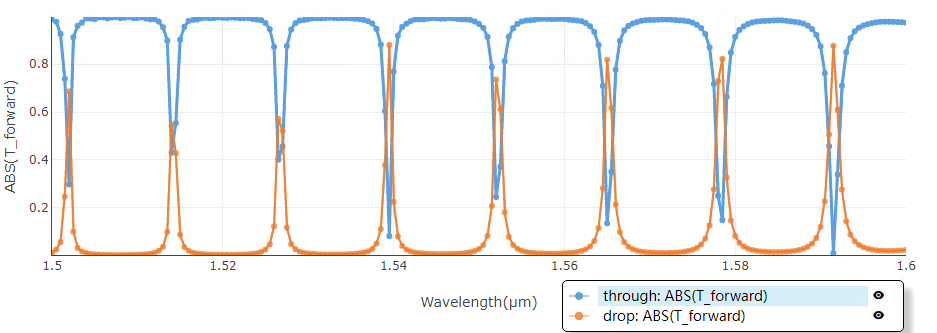 ABS(T_forward)
0.8
0.6
0.4
0.2
1.5 1.52 1.54 1.56 1.58 1.6
Wavelength(μm)
through: ABS(T_forward)
drop: ABS(T_forward)